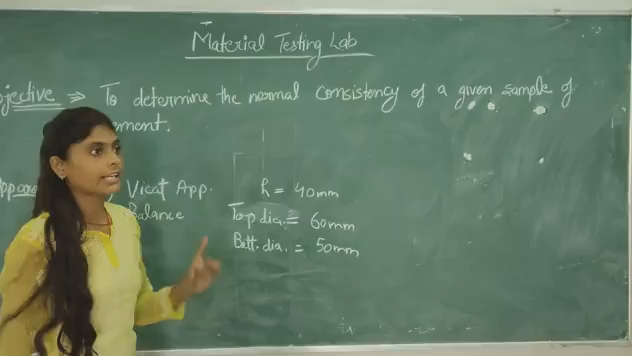 Material Testing Lab
jective ⇒ To determine the normal consistency of a given sample of
ement.
App Vicat App.
Balance
h = 40mm
Top dia. = 60mm
Bott. dia. = 50mm